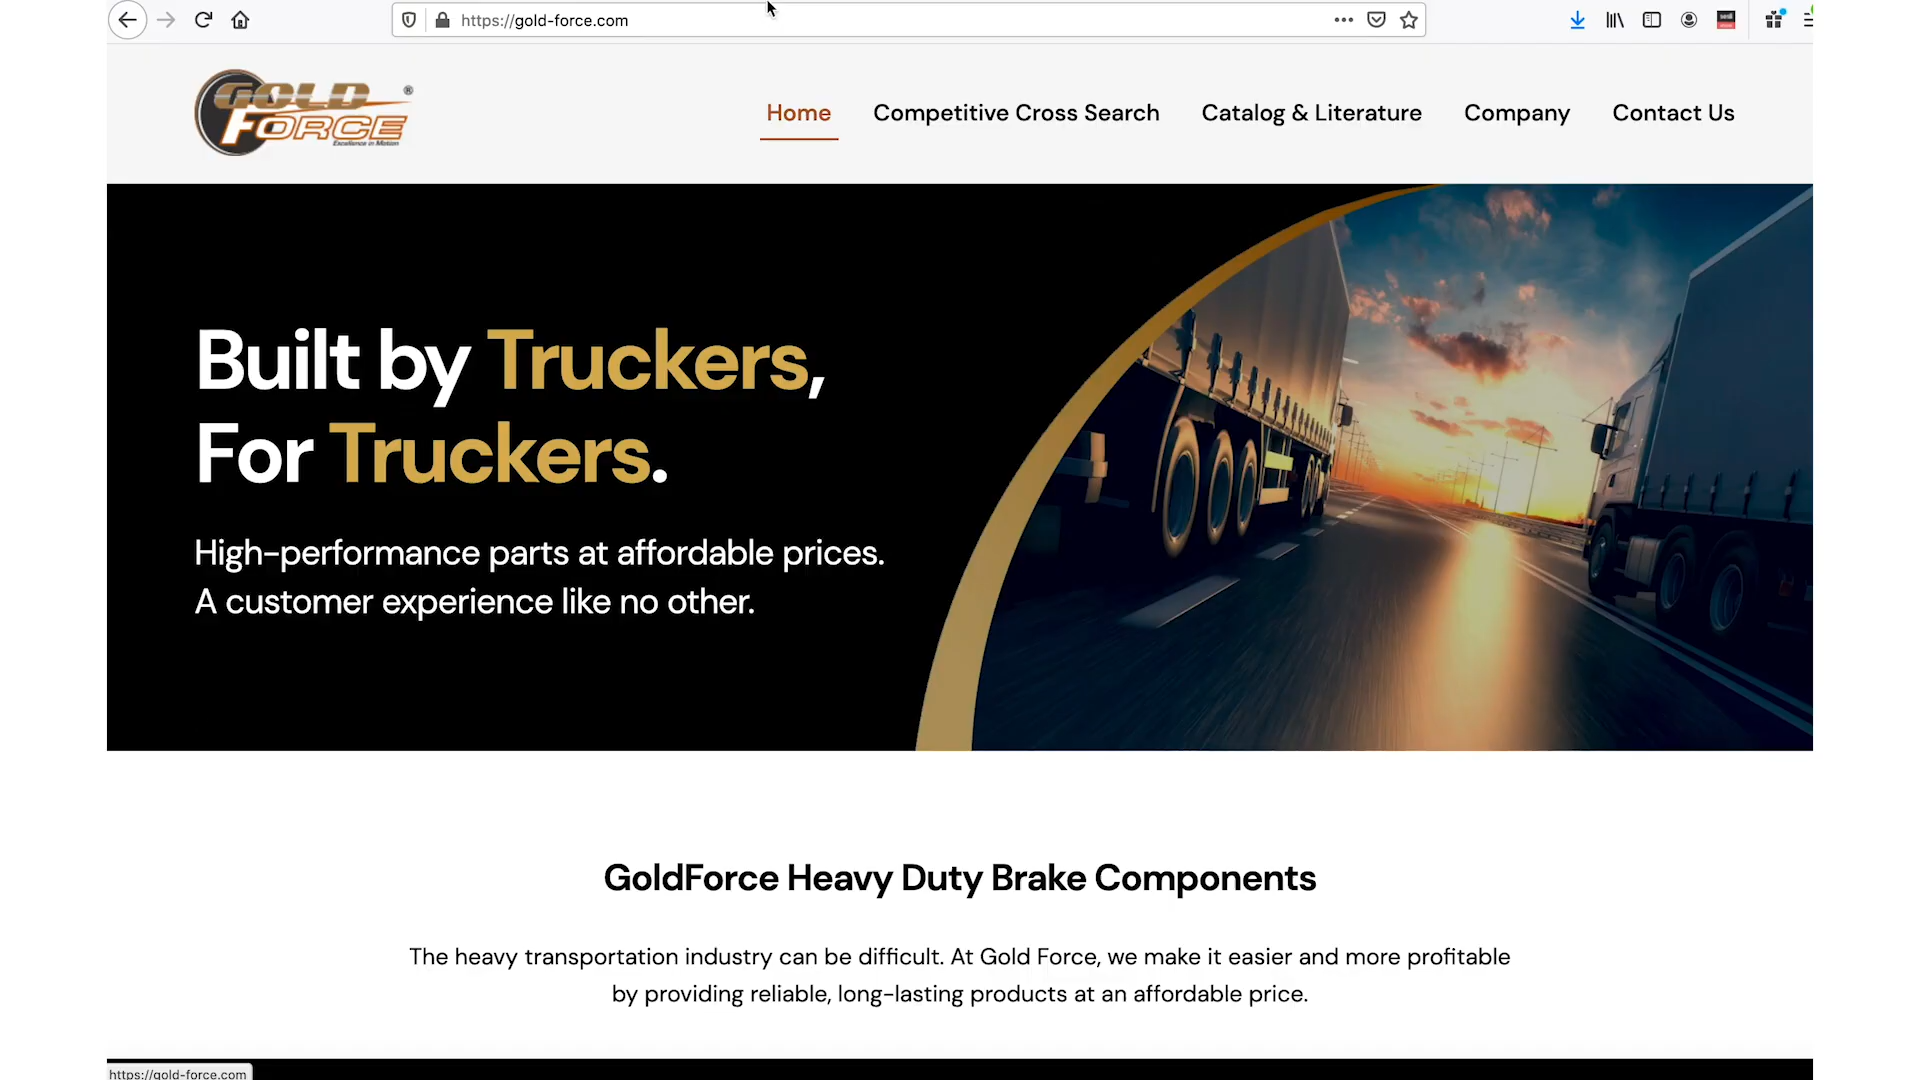 https://gold-force.com
GOLD FORCE ®
Excellence in Motion
Home Competitive Cross Search Catalog & Literature Company Contact Us
Built by Truckers,
For Truckers.
High-performance parts at affordable prices.
A customer experience like no other.
GoldForce Heavy Duty Brake Components
The heavy transportation industry can be difficult. At Gold Force, we make it easier and more profitable
by providing reliable, long-lasting products at an affordable price.
https://gold-force.com